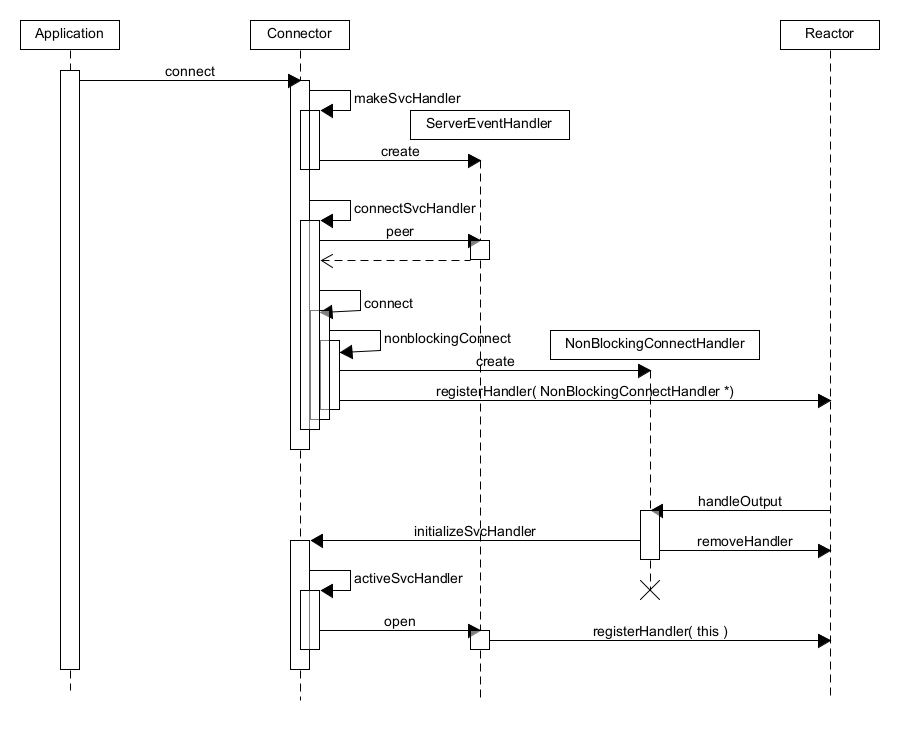 Application
Connector
Reactor
connect
makeSvcHandler
ServerEventHandler
create
connectSvcHandler
peer
connect
nonblockingConnect
NonBlockingConnectHandler
create
registerHandler( NonBlockingConnectHandler *)
handleOutput
initializeSvcHandler
removeHandler
activeSvcHandler
open
registerHandler( this )